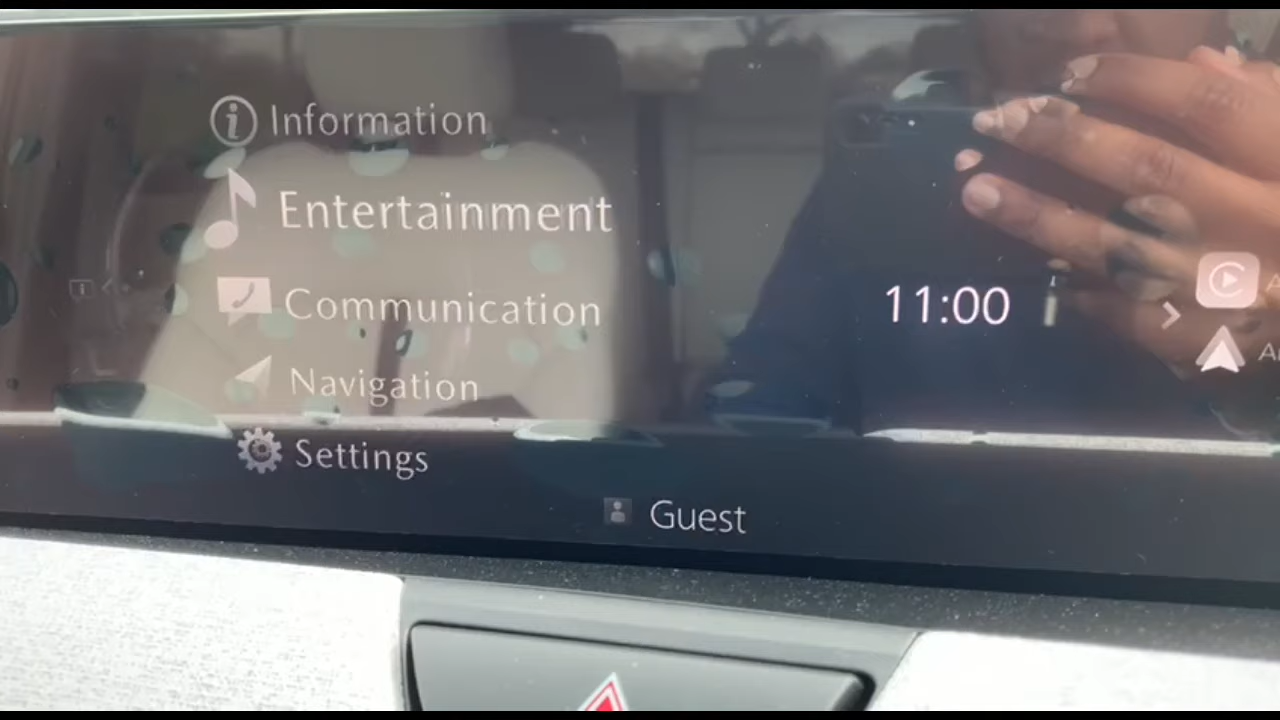 Information
Entertainment
Communication
Navigation
Settings
11:00
Guest